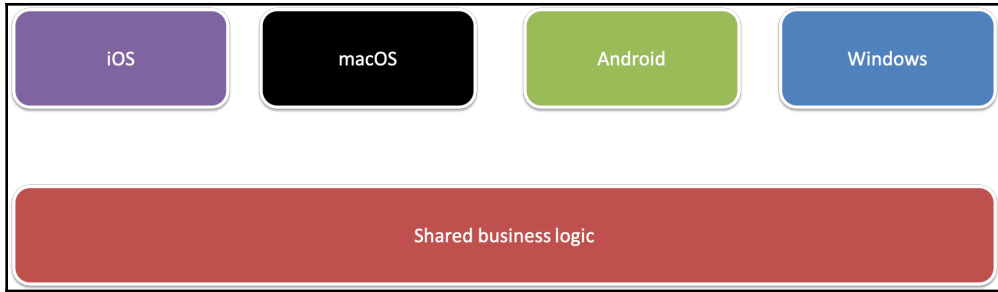 iOS
macOS
Android
Windows
Shared business logic